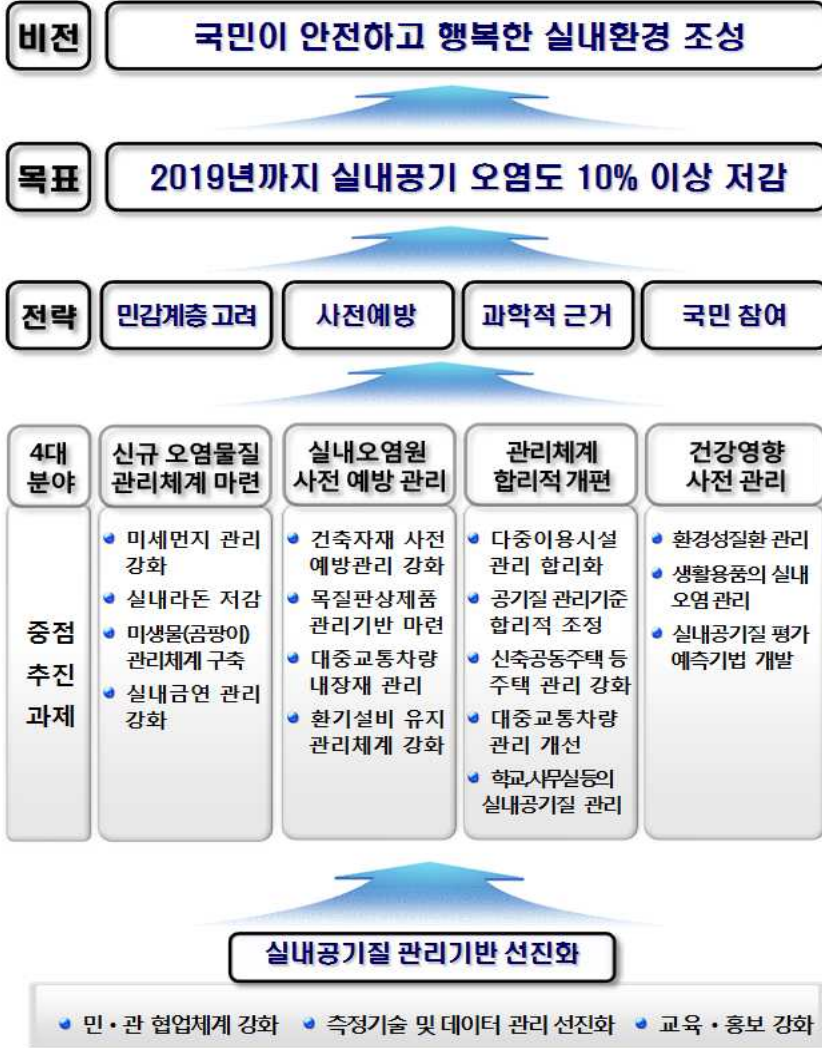 비전
국민이 안전하고 행복한 실내환경 조성
목표
2019년까지 실내공기 오염도 10% 이상 저감
전략
민감계층 고려
사전예방
과학적 근거
국민 참여
4대
분야
신규 오염물질
관리체계 마련
실내오염원
사전 예방 관리
관리체계
합리적 개편
건강영향
사전 관리
중점
추진
과제
미세먼지 관리
강화
실내라돈 저감
미생물(곰팡이)
관리체계 구축
실내금연 관리
강화
건축자재 사전
예방관리 강화
목질판상제품
관리기반 마련
대중교통차량
내장재 관리
환기설비 유지
관리체계 강화
다중이용시설
관리 합리화
공기질 관리기준
합리적 조정
신축공동주택 등
주택 관리 강화
대중교통차량
관리 개선
학교,사무실등의
실내공기질 관리
환경성질환 관리
생활용품의 실내
오염 관리
실내공기질 평가
예측기법 개발
실내공기질 관리기반 선진화
민・관 협업체계 강화 측정기술 및 데이터 관리 선진화 교육・홍보 강화